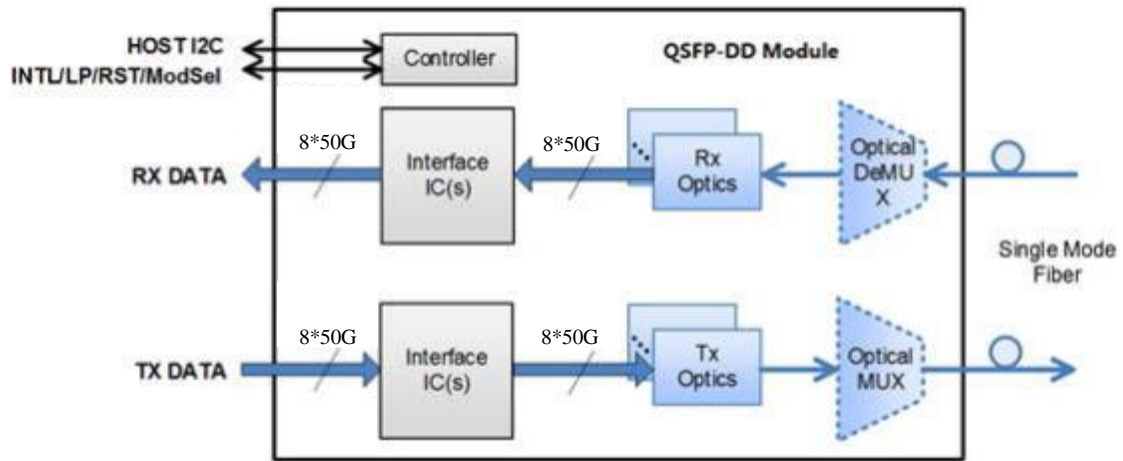 HOST I2C
INTL/LP/RST/ModSel
Controller
QSFP-DD Module
8*50G
8*50G
RX DATA
Interface
IC(s)
Rx
Optics
Optical
DeMU
X
Single Mode
Fiber
8*50G
8*50G
TX DATA
Interface
IC(s)
Tx
Optics
Optical
MUX